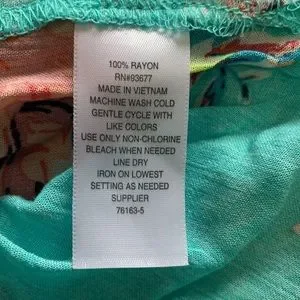 100% RAYON
RN#93677
MADE IN VIETNAM
MACHINE WASH COLD
GENTLE CYCLE WITH
LIKE COLORS
USE ONLY NON-CHLORINE
BLEACH WHEN NEEDED
LINE DRY
IRON ON LOWEST
SETTING AS NEEDED
SUPPLIER
76163-5